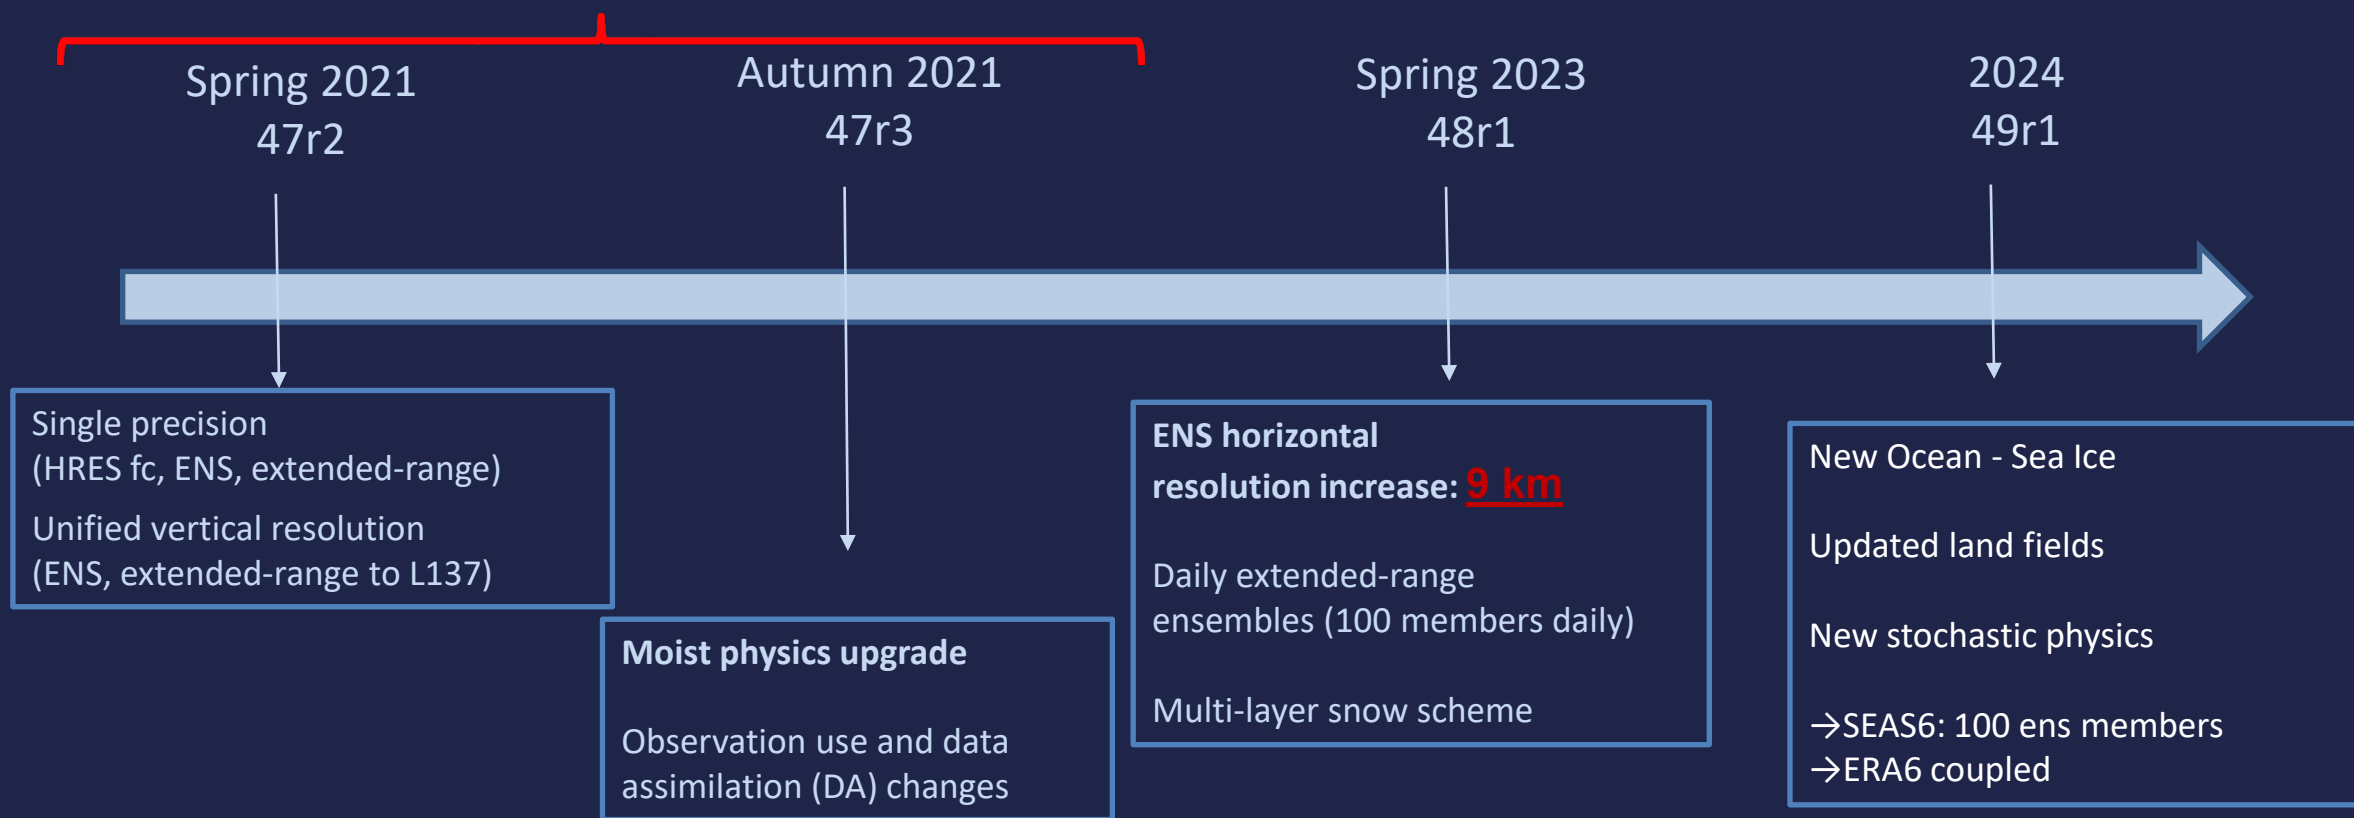 Spring 2021
47r2
Autumn 2021
47r3
Spring 2023
48r1
2024
49r1
Single precision
(HRES fc, ENS, extended-range)
Unified vertical resolution
(ENS, extended-range to L137)
Moist physics upgrade
Observation use and data
assimilation (DA) changes
ENS horizontal
resolution increase: 9 km
Daily extended-range
ensembles (100 members daily)
Multi-layer snow scheme
New Ocean - Sea Ice
Updated land fields
New stochastic physics
→SEAS6: 100 ens members
→ERA6 coupled